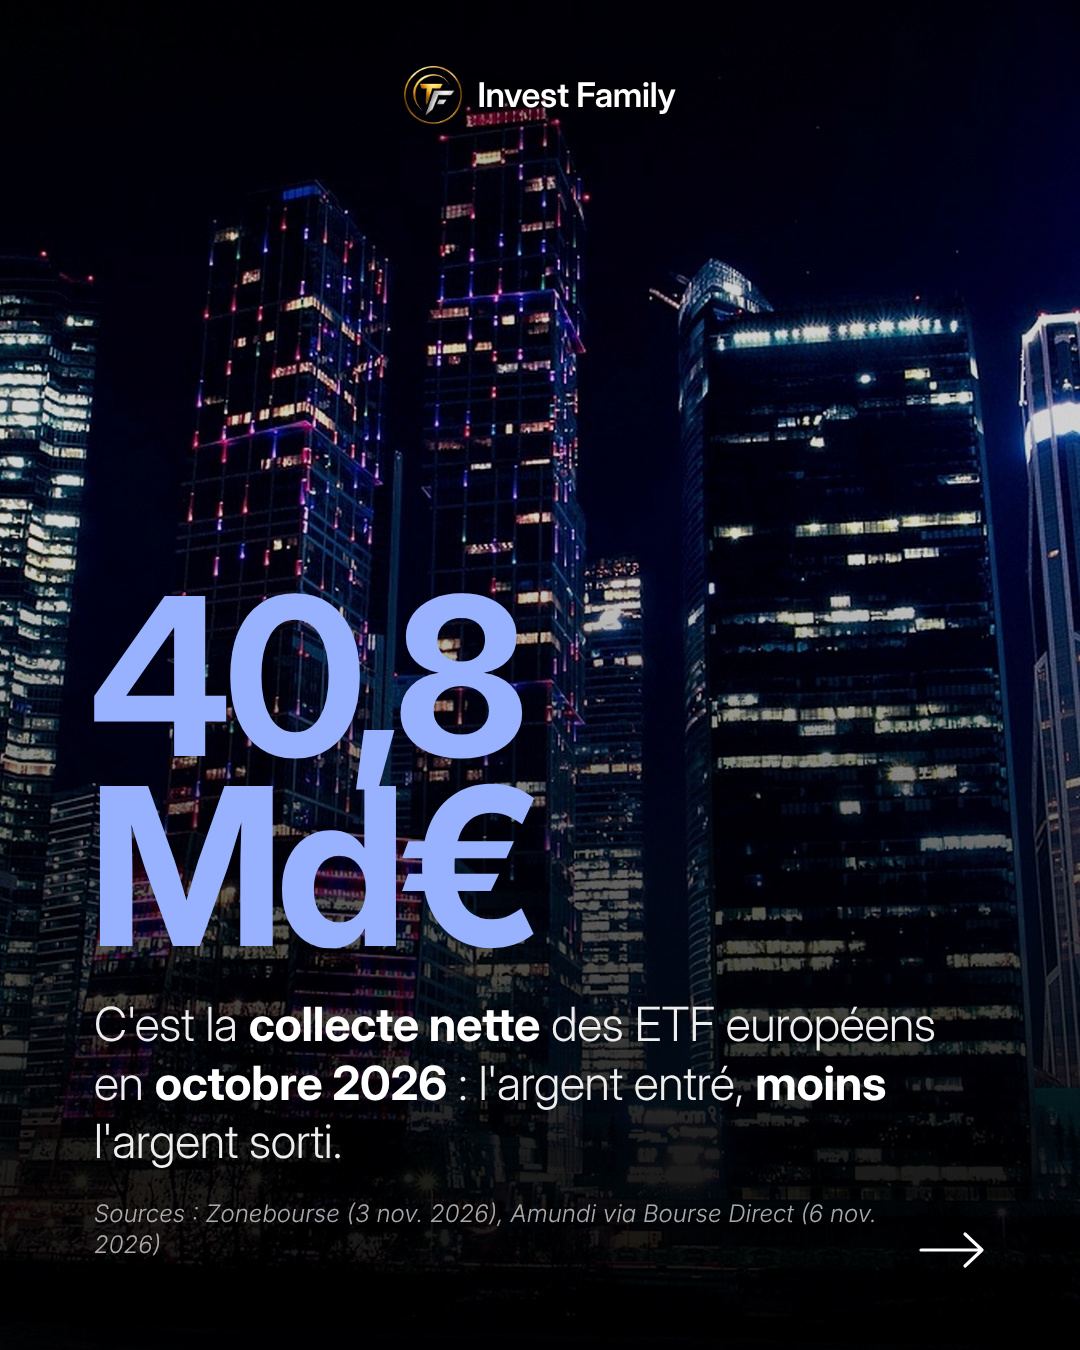 Invest Family
40,8
Md€
C'est la collecte nette des ETF européens
en octobre 2026 : l'argent entré, moins
l'argent sorti.
Sources : Zonebourse (3 nov. 2026), Amundi via Bourse Direct (6 nov.
2026)